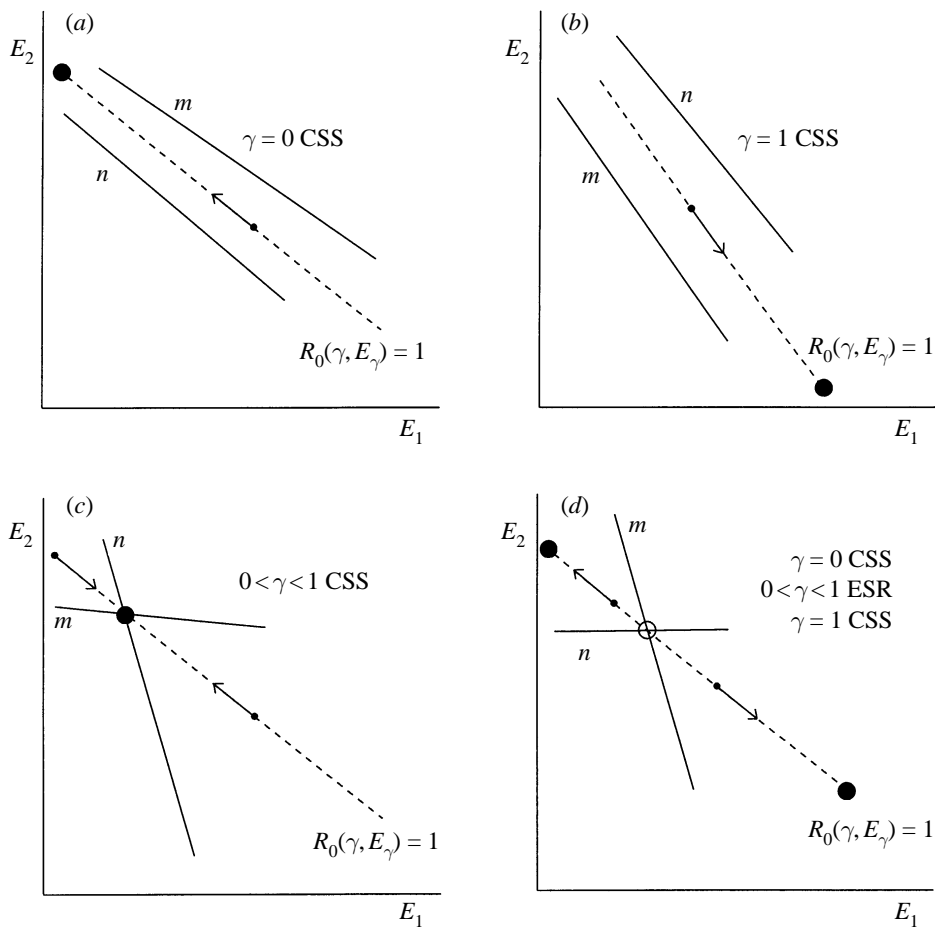 (a)
E₂
m
γ = 0 CSS
n
R₀(γ, Eᵧ) = 1
E₁
(b)
E₂
n
γ = 1 CSS
m
R₀(γ, Eᵧ) = 1
E₁
(c)
E₂
n
0 < γ < 1 CSS
m
R₀(γ, Eᵧ) = 1
E₁
(d)
m
E₂
γ = 0 CSS
0 < γ < 1 ESR
γ = 1 CSS
n
R₀(γ, Eᵧ) = 1
E₁